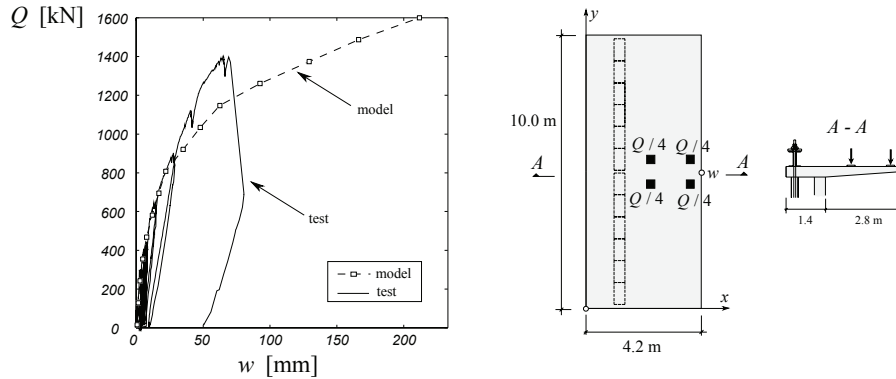 Q [kN]
1600
1400
1200
1000
800
600
400
200
0
0
50
100
150
200
w [mm]
model
test
model
test
y
10.0 m
A
Q / 4
Q / 4
Q / 4
Q / 4
w
A
x
4.2 m
A - A
1.4
2.8 m